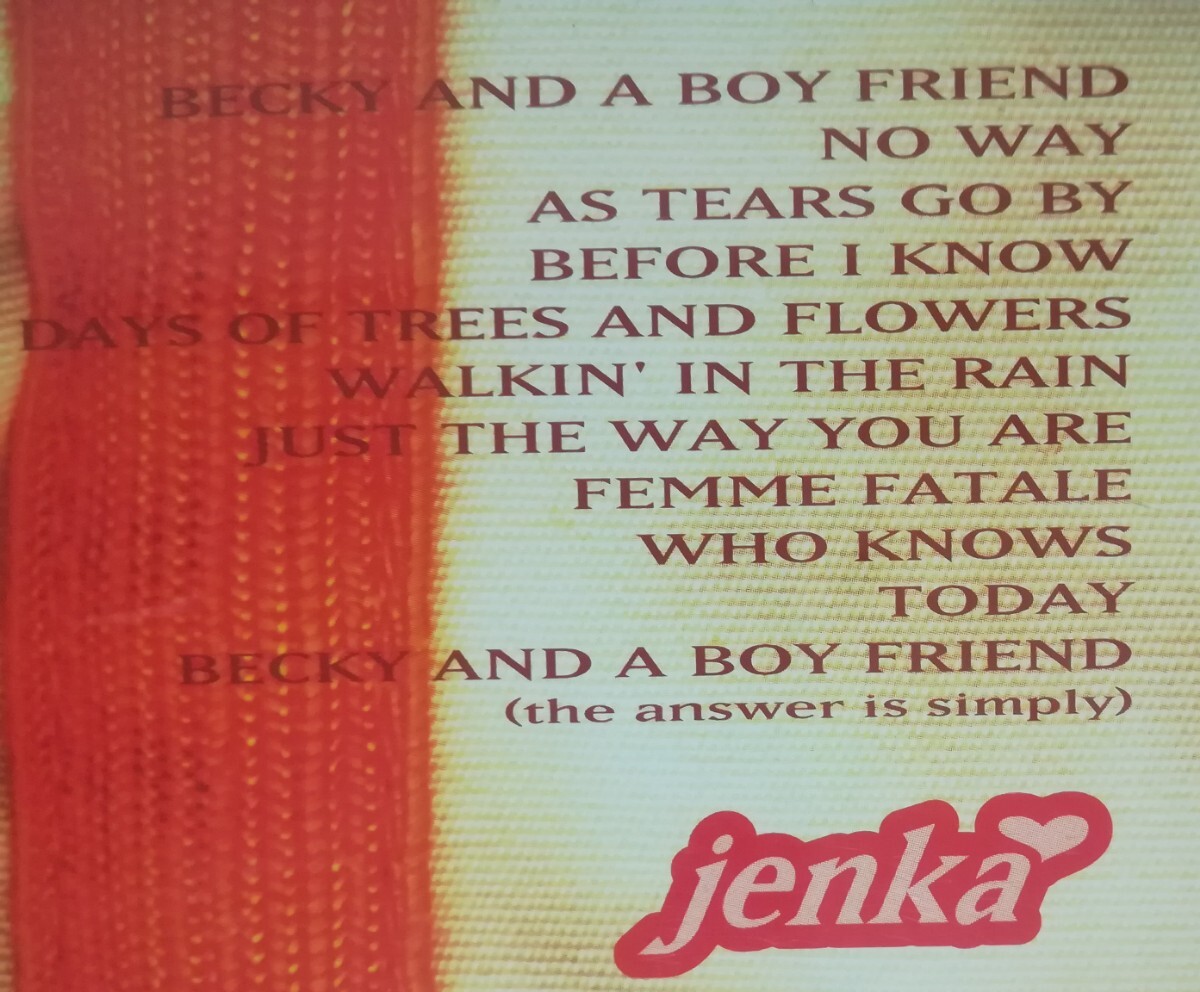 BECKY AND A BOY FRIEND
NO WAY
AS TEARS GO BY
BEFORE I KNOW
DAYS OF TREES AND FLOWERS
WALKIN' IN THE RAIN
JUST THE WAY YOU ARE
FEMME FATALE
WHO KNOWS
TODAY
BECKY AND A BOY FRIEND
(the answer is simply)
jenka